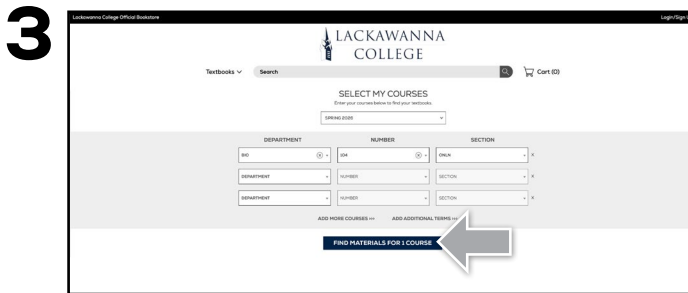 3
Lackawanna College Official Bookstore Login/Sign
LACKAWANNA
COLLEGE
Textbooks Search Cart (0)
SELECT MY COURSES
Enter your courses below to find your textbooks
SPRING 2025
DEPARTMENT NUMBER SECTION
BIO 104 CMLN X
DEPARTMENT NUMBER SECTION X
DEPARTMENT NUMBER SECTION X
ADD MORE COURSES >>> ADD ADDITIONAL TERMS
FIND MATERIALS FOR 1 COURSE